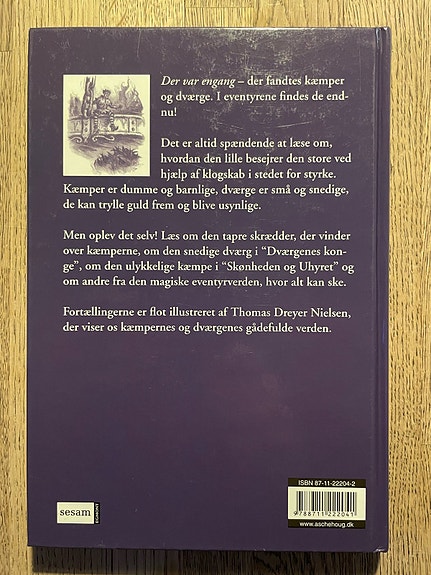 Der var engang – der fandtes kæmper
og dværge. I eventyrene findes de end-
nu!
Det er altid spændende at læse om,
hvordan den lille besejrer den store ved
hjælp af klogskab i stedet for styrke.
Kæmper er dumme og barnlige, dværge er små og snedige,
de kan trylle guld frem og blive usynlige.
Men oplev det selv! Læs om den tapre skrædder, der vinder
over kæmperne, om den snedige dværg i “Dværgenes kon-
ge”, om den ulykkelige kæmpe i “Skønheden og Uhyret” og
om andre fra den magiske eventyrverden, hvor alt kan ske.
Fortællingerne er flot illustreret af Thomas Dreyer Nielsen,
der viser os kæmpernes og dværgenes gådefulde verden.
ISBN 87-11-22204-2
9 788711 222041
www.aschehoug.dk
sesam